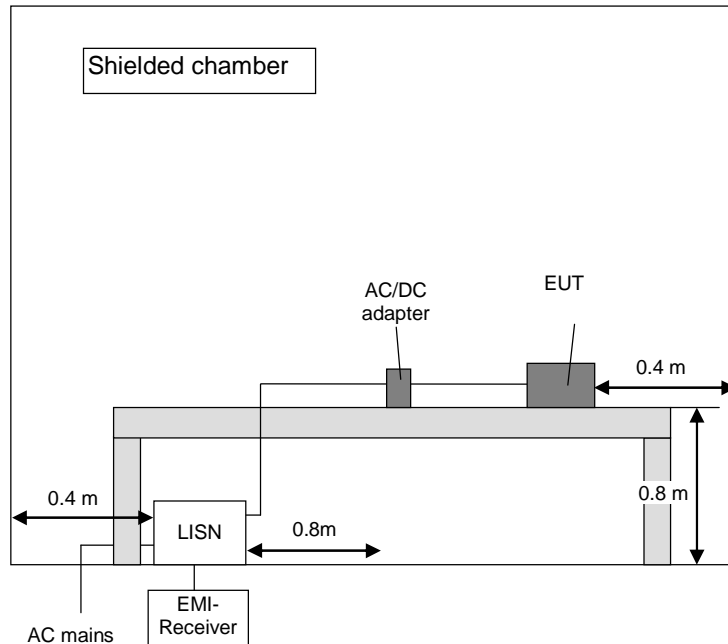 Shielded chamber
AC/DC
adapter
EUT
0.4 m
0.4 m
0.8 m
LISN
0.8m
EMI-
Receiver
AC mains